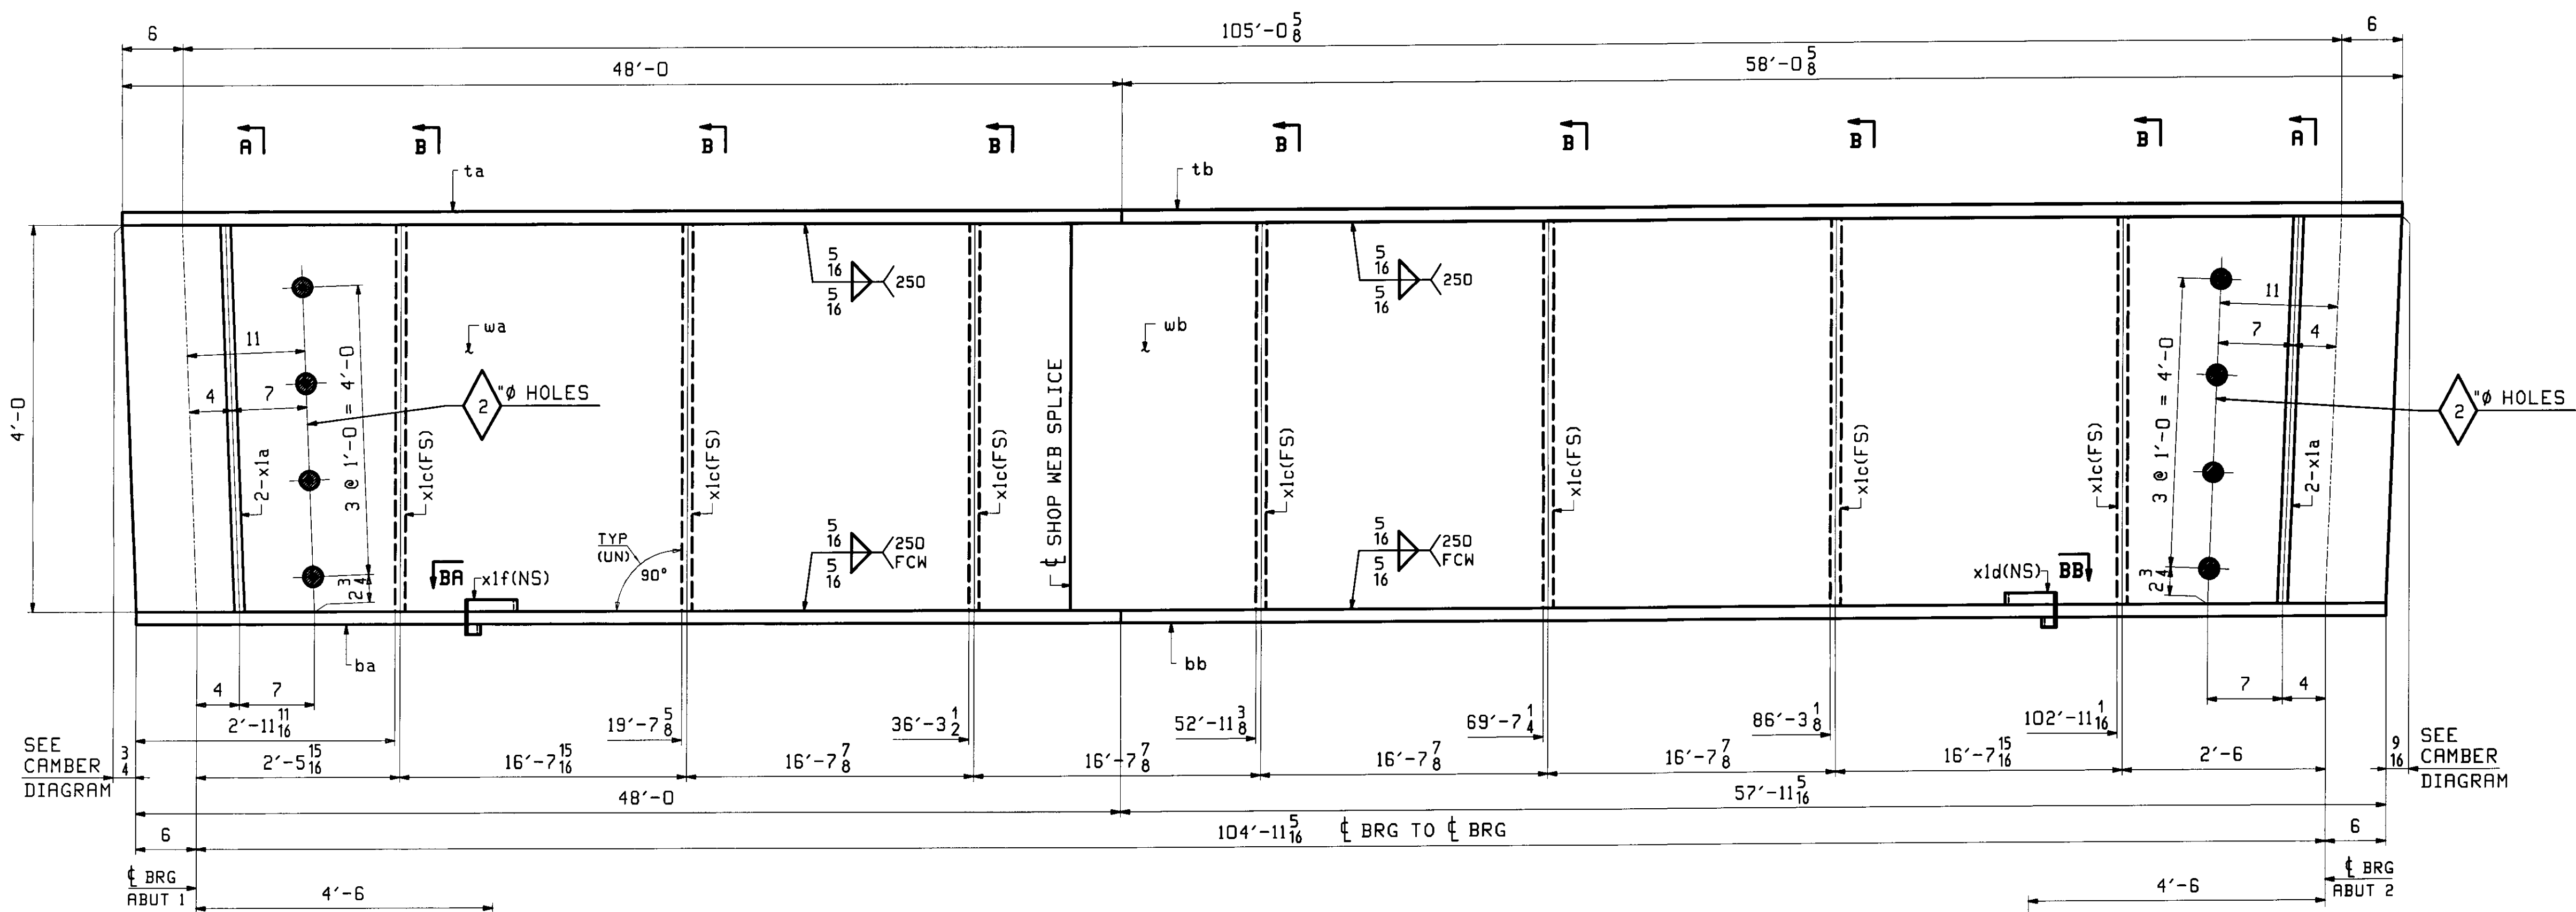 6
105′-0 5/8
6
48′-0
58′-0 5/8
A
B
B
B
B
B
B
B
A
ta
tb
5/16
5/16
250
5/16
5/16
250
wa
wb
11
11
4
7
7
4
3 @ 1′-0 = 4′-0
3 @ 1′-0 = 4′-0
2 "Ø HOLES
2 "Ø HOLES
4′-0
2-x1a
x1c(FS)
x1c(FS)
x1c(FS)
℄ SHOP WEB SPLICE
x1c(FS)
x1c(FS)
x1c(FS)
x1c(FS)
2-x1a
TYP
(UN)
90°
5/16
5/16
250
FCW
5/16
5/16
250
FCW
BA
x1f(NS)
2 3/4
x1d(NS)
BB
2 3/4
ba
bb
4
7
7
4
2′-11 11/16
19′-7 5/8
36′-3 1/2
52′-11 3/8
69′-7 1/4
86′-3 1/8
102′-11 1/16
SEE
CAMBER
DIAGRAM
3/4
2′-5 15/16
16′-7 15/16
16′-7 7/8
16′-7 7/8
16′-7 7/8
16′-7 7/8
16′-7 15/16
2′-6
9/16
SEE
CAMBER
DIAGRAM
48′-0
57′-11 5/16
6
104′-11 5/16 ℄ BRG TO ℄ BRG
6
℄ BRG
ABUT 1
4′-6
4′-6
℄ BRG
ABUT 2